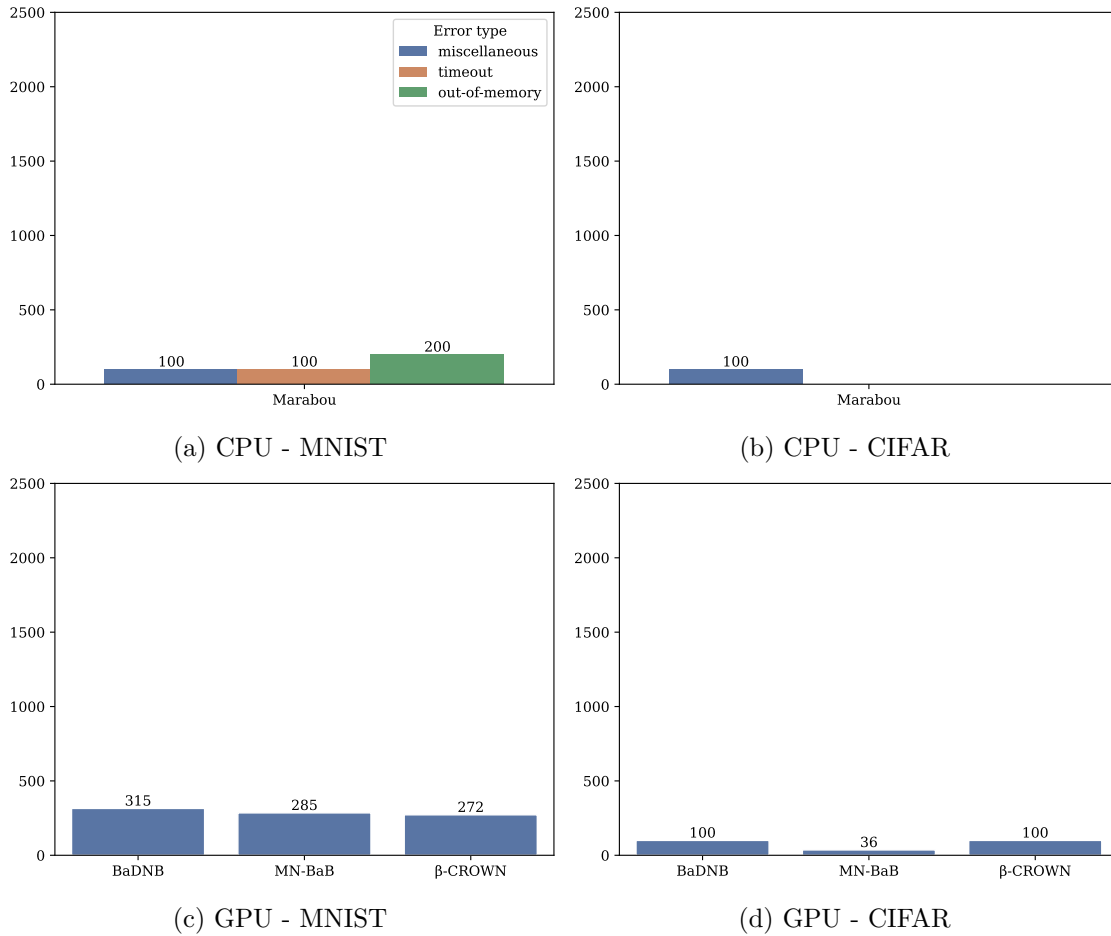 2500
2000
1500
1000
500
0
Error type
miscellaneous
timeout
out-of-memory
100
100
200
Marabou
(a) CPU - MNIST
2500
2000
1500
1000
500
0
100
Marabou
(b) CPU - CIFAR
2500
2000
1500
1000
500
0
315
285
272
BaDNB
MN-BaB
β-CROWN
(c) GPU - MNIST
2500
2000
1500
1000
500
0
100
36
100
BaDNB
MN-BaB
β-CROWN
(d) GPU - CIFAR